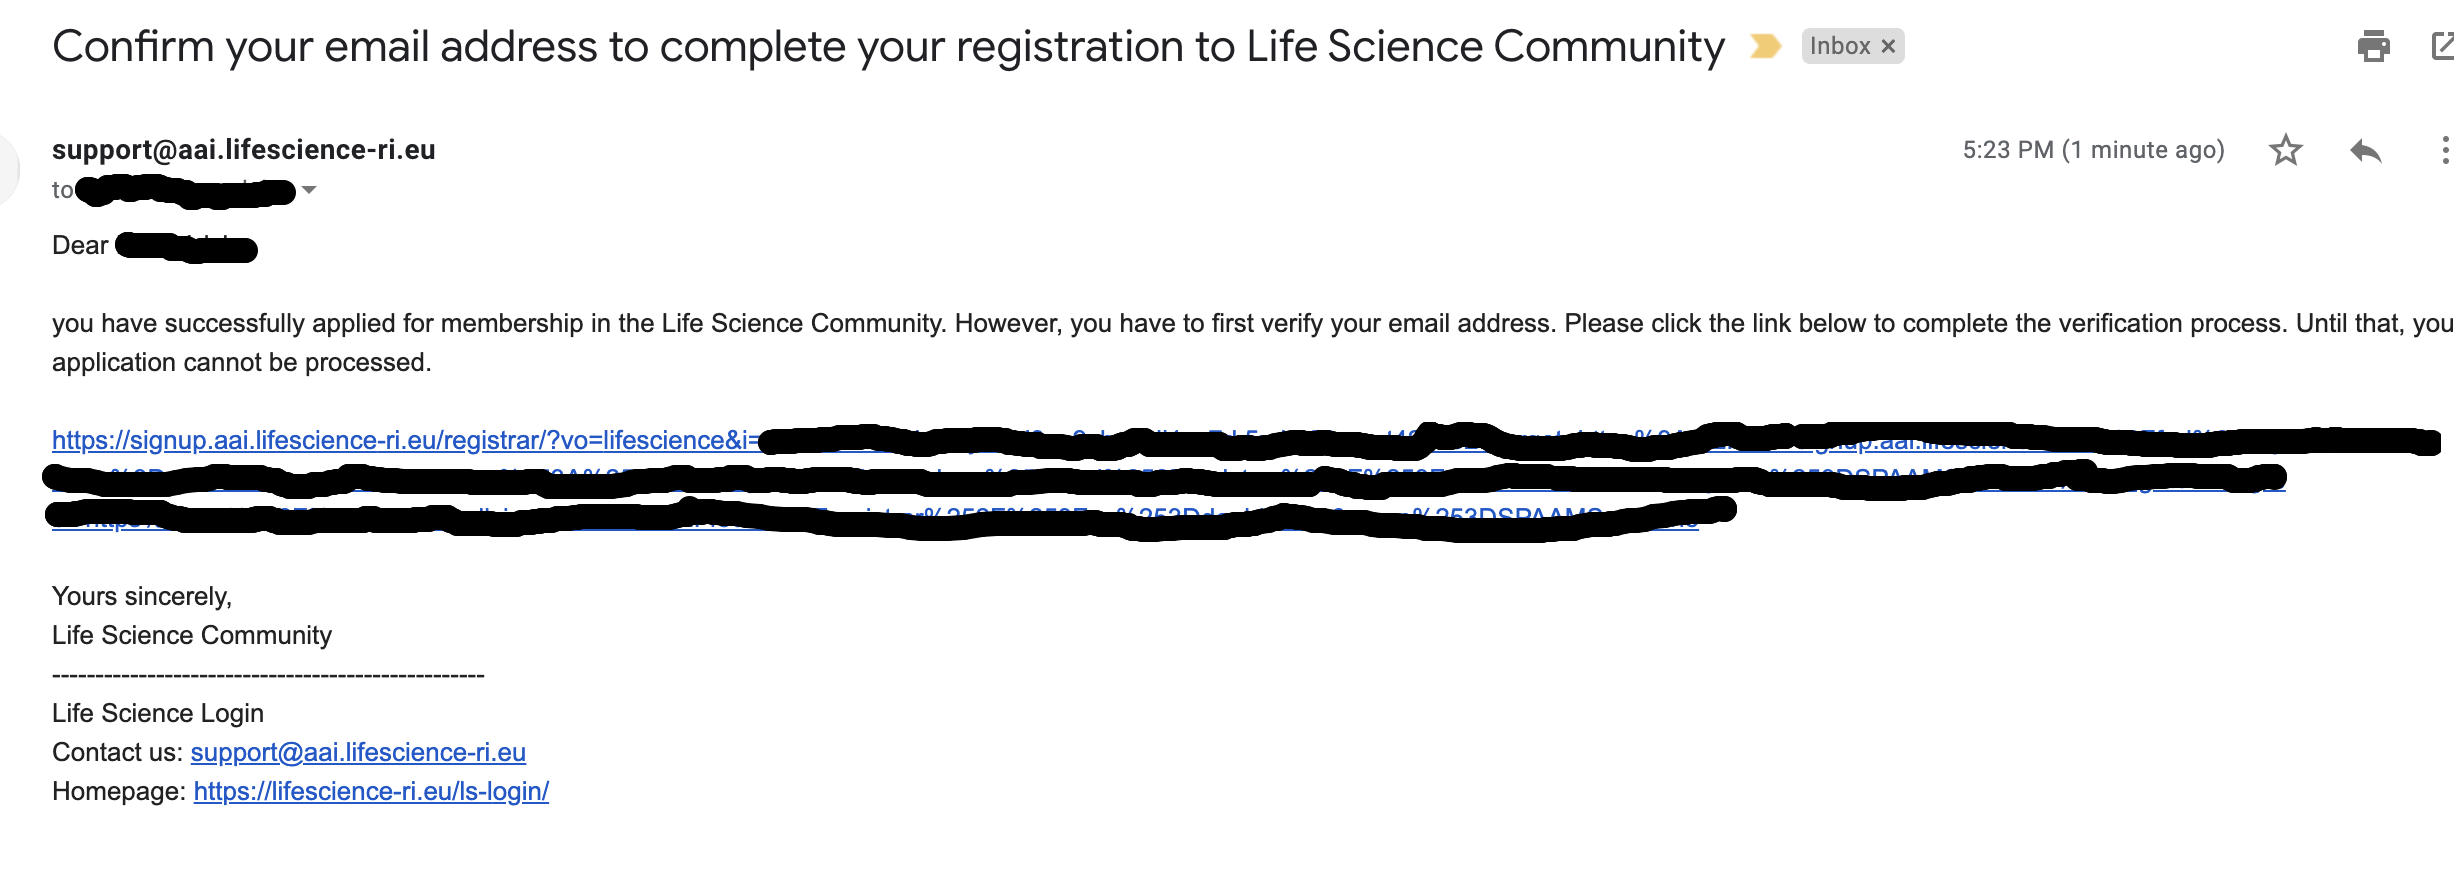 Confirm your email address to complete your registration to Life Science Community Inbox ×
support@aai.lifescience-ri.eu 5:23 PM (1 minute ago)
to
Dear
you have successfully applied for membership in the Life Science Community. However, you have to first verify your email address. Please click the link below to complete the verification process. Until that, you
application cannot be processed.
https://signup.aai.lifescience-ri.eu/registrar/?vo=lifescience&i=
Yours sincerely,
Life Science Community
------------------------------------------------
Life Science Login
Contact us: support@aai.lifescience-ri.eu
Homepage: https://lifescience-ri.eu/ls-login/